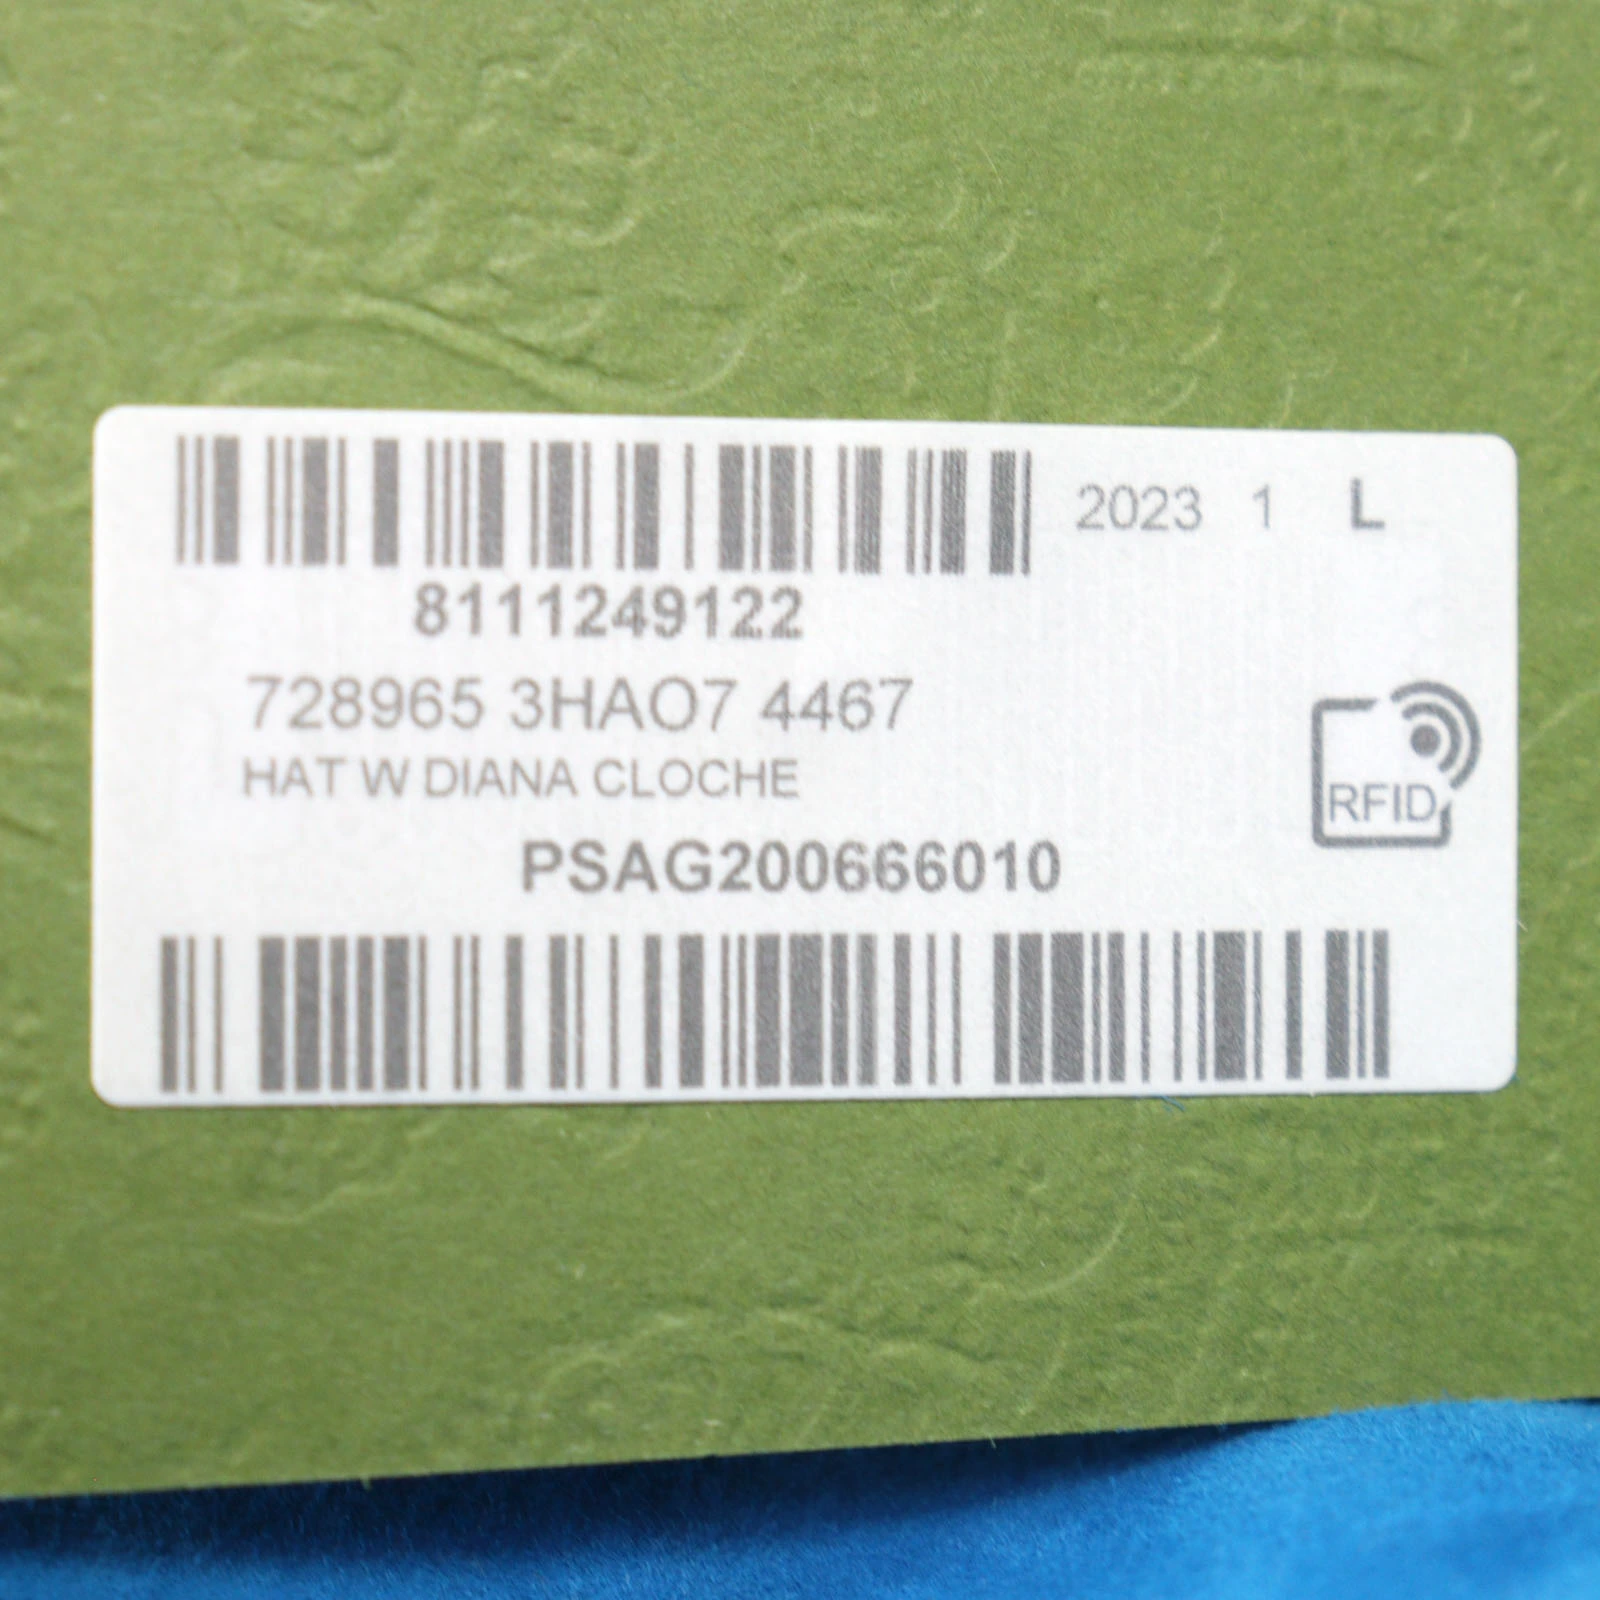 2023 1 L
8111249122
728965 3HAO7 4467
HAT W DIANA CLOCHE
RFID
PSAG200666010